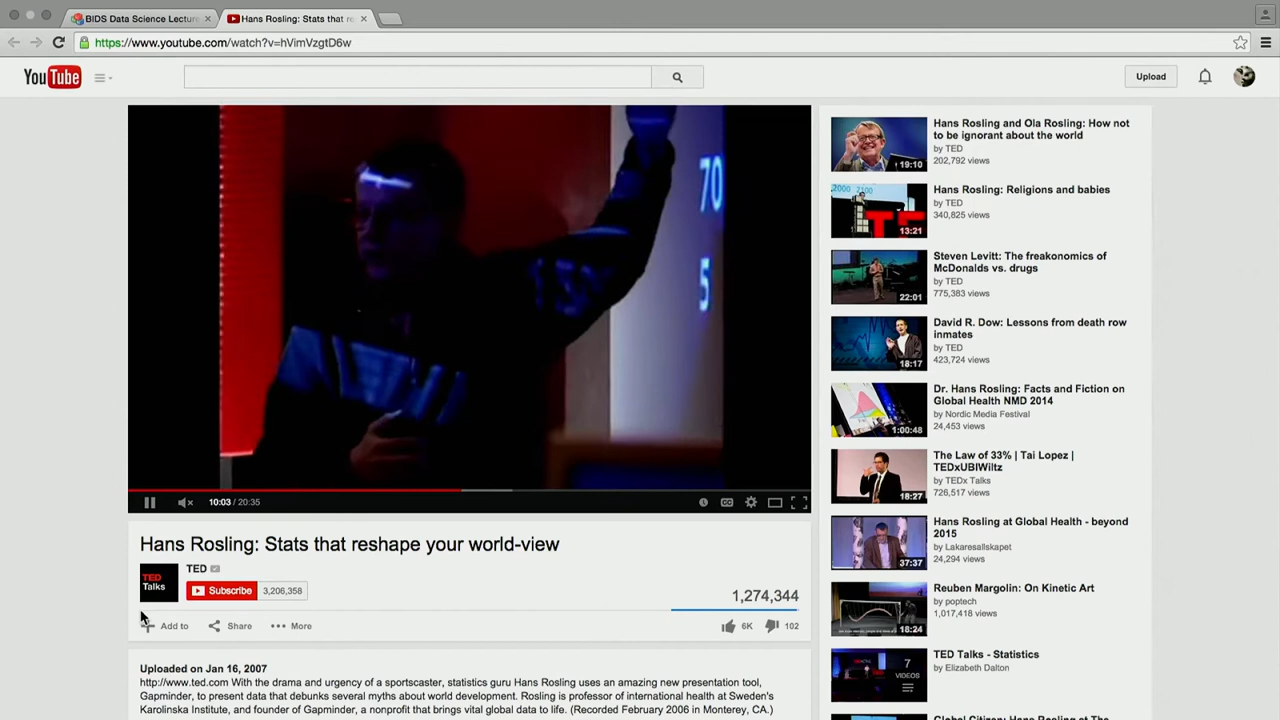 BIDS Data Science Lecture
Hans Rosling: Stats that re
https://www.youtube.com/watch?v=hVimVzgtD6w
YouTube
Upload
70
5
10:03 / 20:35
CC
Hans Rosling: Stats that reshape your world-view
TED Talks
TED
Subscribe 3,206,358
1,274,344
Add to Share More 6K 102
Uploaded on Jan 16, 2007
http://www.ted.com With the drama and urgency of a sportscaster, statistics guru Hans Rosling uses an amazing new presentation tool,
Gapminder, to present data that debunks several myths about world development. Rosling is professor of international health at Sweden's
Karolinska Institute, and founder of Gapminder, a nonprofit that brings vital global data to life. (Recorded February 2006 in Monterey, CA.)
19:10
Hans Rosling and Ola Rosling: How not
to be ignorant about the world
by TED
202,792 views
2000 2100
TED
13:21
Hans Rosling: Religions and babies
by TED
340,825 views
22:01
Steven Levitt: The freakonomics of
McDonalds vs. drugs
by TED
775,383 views
18:17
David R. Dow: Lessons from death row
inmates
by TED
423,724 views
1:00:48
Dr. Hans Rosling: Facts and Fiction on
Global Health NMD 2014
by Nordic Media Festival
24,453 views
18:27
The Law of 33% | Tai Lopez |
TEDxUBIWiltz
by TEDx Talks
726,517 views
37:37
Hans Rosling at Global Health - beyond
2015
by Lakaresallskapet
24,294 views
18:24
Reuben Margolin: On Kinetic Art
by poptech
1,017,418 views
7
VIDEOS
TED Talks - Statistics
by Elizabeth Dalton
Global Citizen: Hans Rosling at The